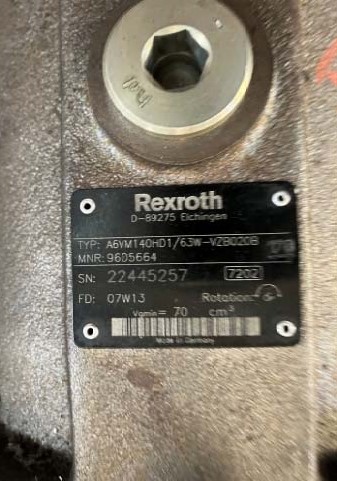 Rexroth
D-89275 Elchingen
TYP: A6VM140HD1/63W-VZB020B
MNR: 9605664
SN: 22445257 7202
FD: 07W13 Rotation:
Vgmin= 70 cm³
Made in Germany